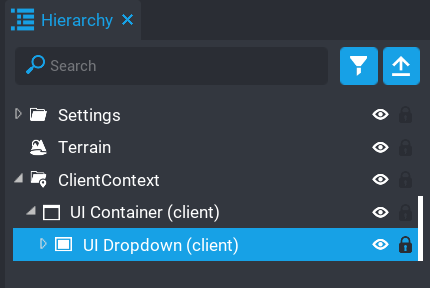 Hierarchy
Search
Settings
Terrain
ClientContext
UI Container (client)
UI Dropdown (client)